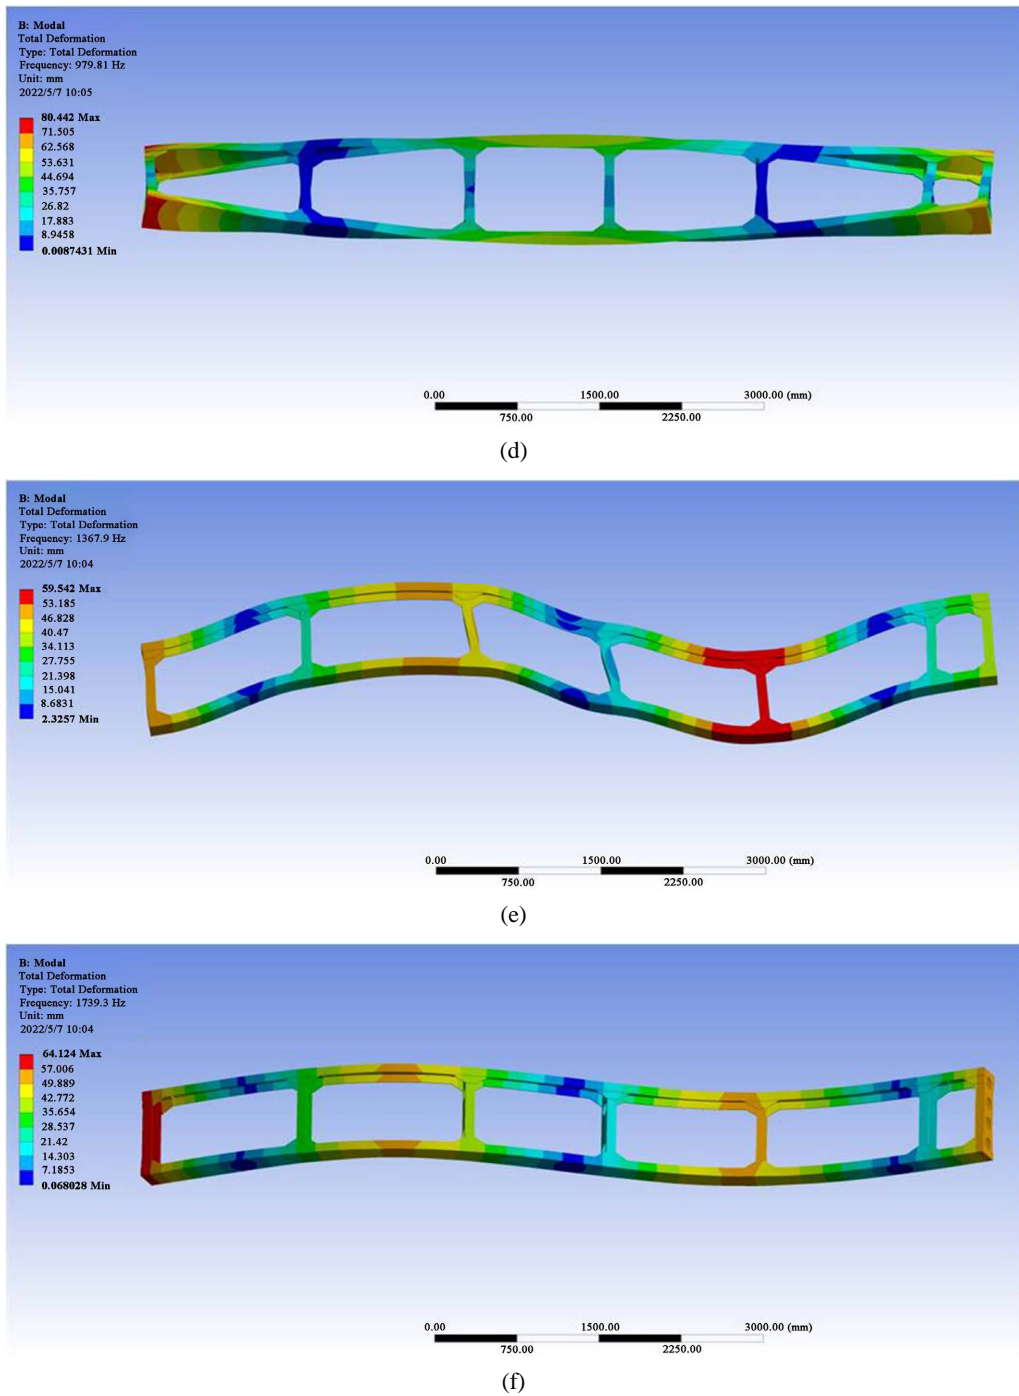 B: Modal
Total Deformation
Type: Total Deformation
Frequency: 979.81 Hz
Unit: mm
2022/5/7 10:05
80.442 Max
71.505
62.568
53.631
44.694
35.757
26.82
17.883
8.9458
0.0087431 Min
0.00 1500.00 3000.00 (mm)
750.00 2250.00
(d)
B: Modal
Total Deformation
Type: Total Deformation
Frequency: 1367.9 Hz
Unit: mm
2022/5/7 10:04
59.542 Max
53.185
46.828
40.47
34.113
27.755
21.398
15.041
8.6831
2.3257 Min
0.00 1500.00 3000.00 (mm)
750.00 2250.00
(e)
B: Modal
Total Deformation
Type: Total Deformation
Frequency: 1739.3 Hz
Unit: mm
2022/5/7 10:04
64.124 Max
57.006
49.889
42.772
35.654
28.537
21.42
14.303
7.1853
0.068028 Min
0.00 1500.00 3000.00 (mm)
750.00 2250.00
(f)